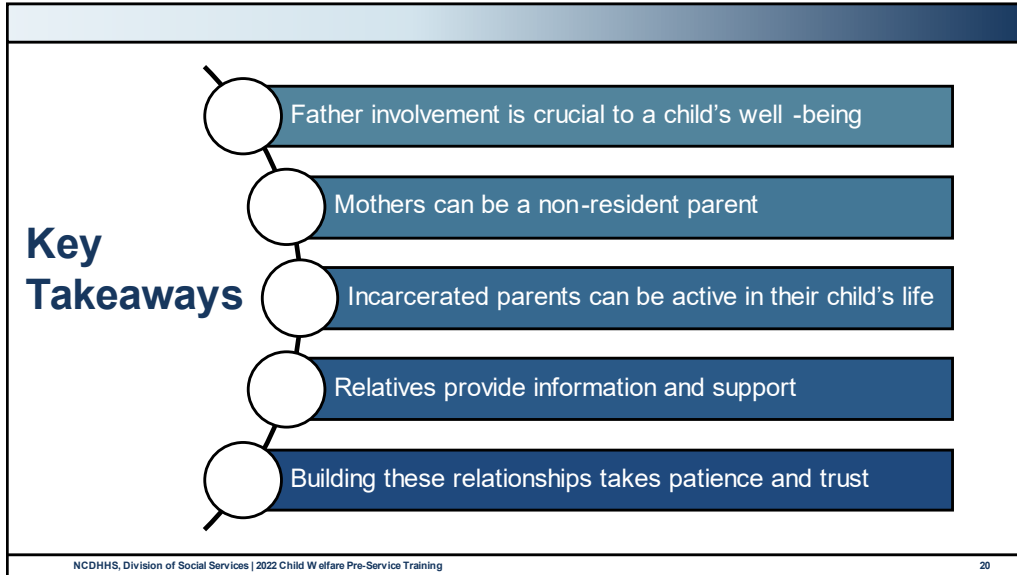 Key
Takeaways
Father involvement is crucial to a child’s well -being
Mothers can be a non-resident parent
Incarcerated parents can be active in their child’s life
Relatives provide information and support
Building these relationships takes patience and trust
NCDHHS, Division of Social Services | 2022 Child Welfare Pre-Service Training
20